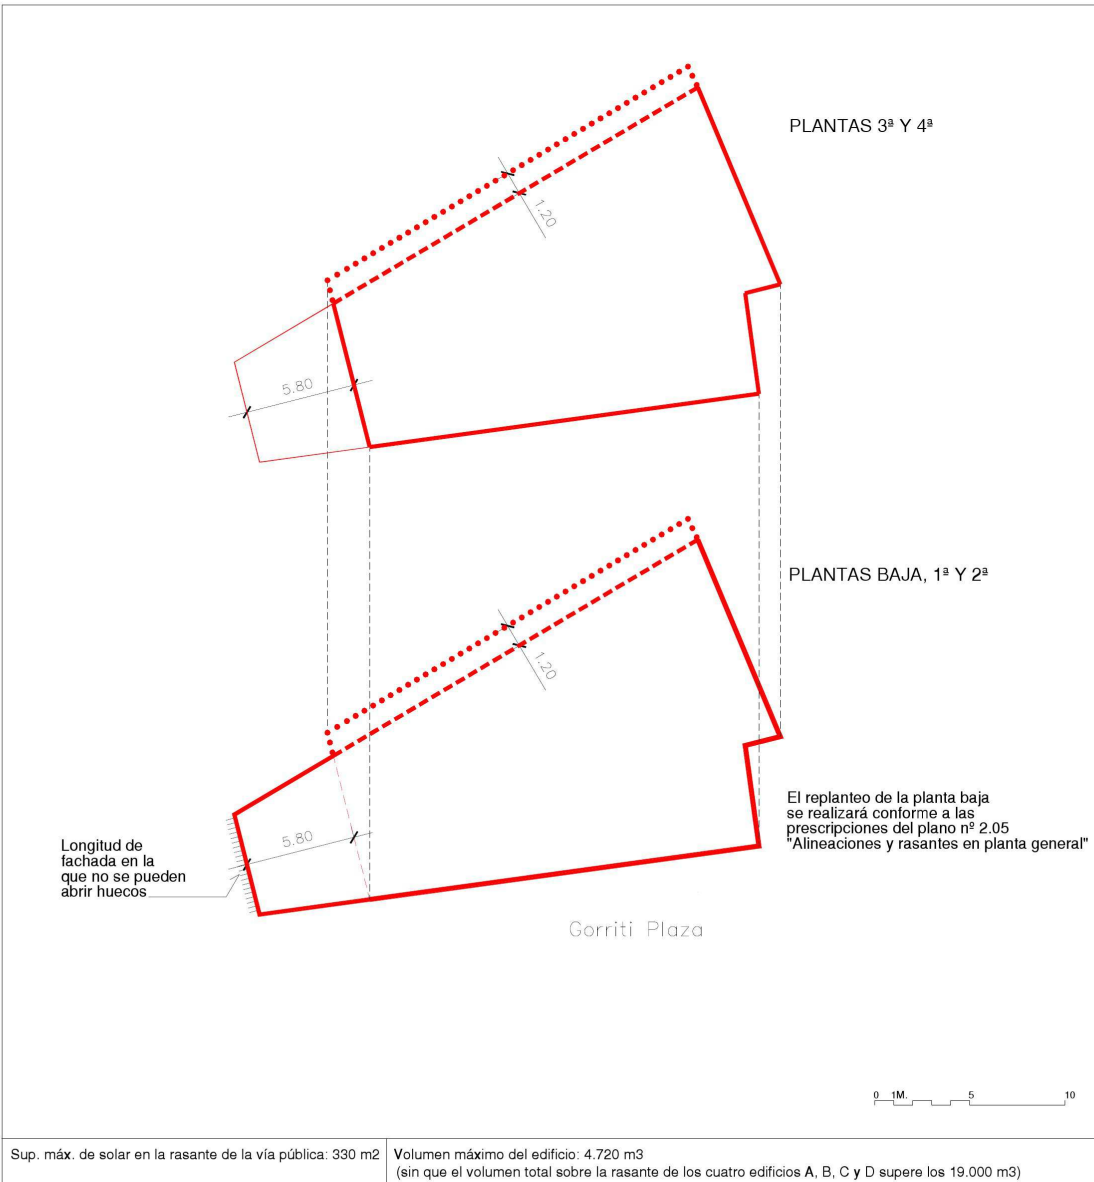 PLANTAS 3ª Y 4ª
1.20
5.80
PLANTAS BAJA, 1ª Y 2ª
1.20
El replanteo de la planta baja
se realizará conforme a las
prescripciones del plano nº 2.05
"Alineaciones y rasantes en planta general"
5.80
Longitud de
fachada en la
que no se pueden
abrir huecos
Gorriti Plaza
0 1M. 5 10
Sup. máx. de solar en la rasante de la vía pública: 330 m2
Volumen máximo del edificio: 4.720 m3
(sin que el volumen total sobre la rasante de los cuatro edificios A, B, C y D supere los 19.000 m3)